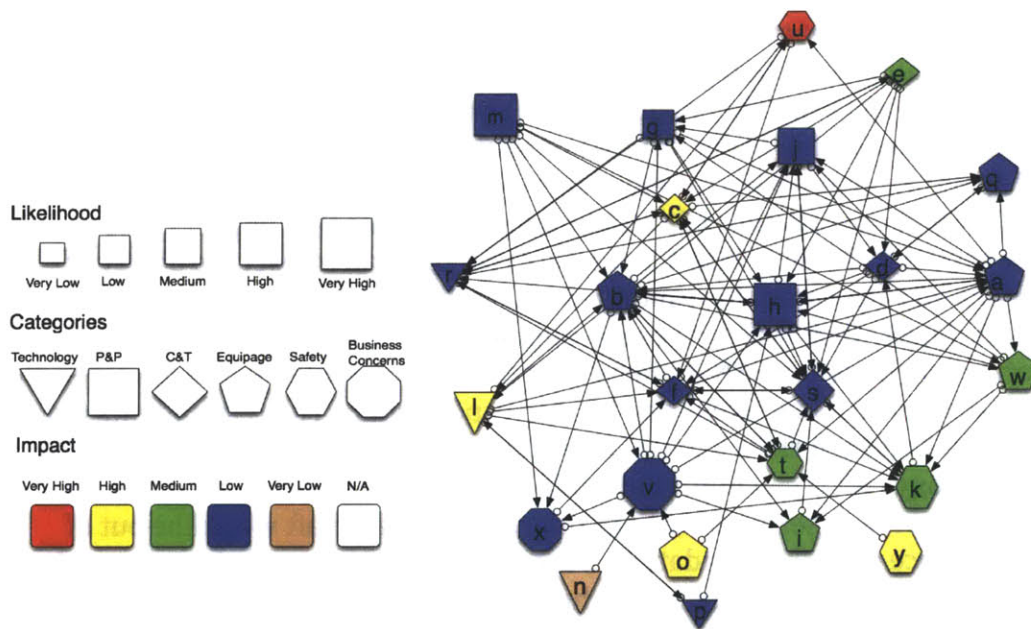 Likelihood
Very Low
Low
Medium
High
Very High
Categories
Technology
P&P
C&T
Equipage
Safety
Business
Concerns
Impact
Very High
High
Medium
Low
Very Low
N/A
u
e
m
j
c
d
r
b
h
a
w
l
f
s
t
v
k
x
o
i
y
n